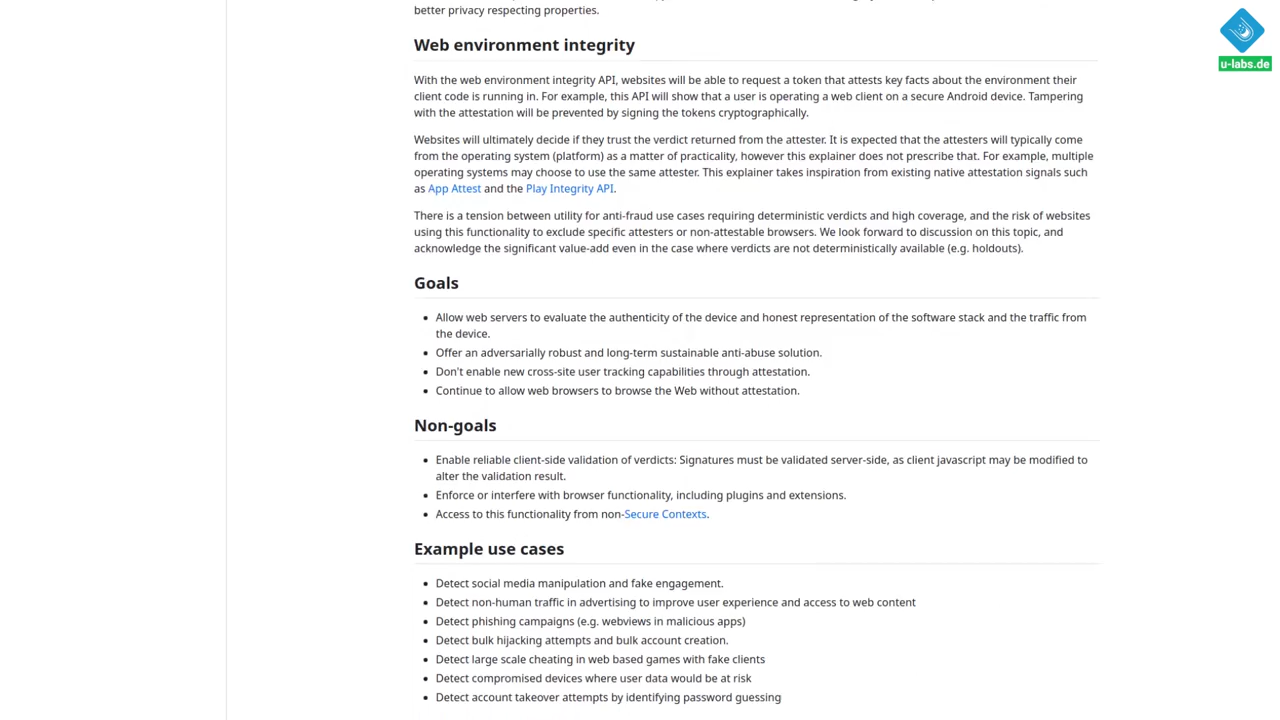 better privacy respecting properties.
Web environment integrity
With the web environment integrity API, websites will be able to request a token that attests key facts about the environment their
client code is running in. For example, this API will show that a user is operating a web client on a secure Android device. Tampering
with the attestation will be prevented by signing the tokens cryptographically.
Websites will ultimately decide if they trust the verdict returned from the attester. It is expected that the attesters will typically come
from the operating system (platform) as a matter of practicality, however this explainer does not prescribe that. For example, multiple
operating systems may choose to use the same attester. This explainer takes inspiration from existing native attestation signals such
as App Attest and the Play Integrity API.
There is a tension between utility for anti-fraud use cases requiring deterministic verdicts and high coverage, and the risk of websites
using this functionality to exclude specific attesters or non-attestable browsers. We look forward to discussion on this topic, and
acknowledge the significant value-add even in the case where verdicts are not deterministically available (e.g. holdouts).
Goals
Allow web servers to evaluate the authenticity of the device and honest representation of the software stack and the traffic from
the device.
Offer an adversarially robust and long-term sustainable anti-abuse solution.
Don't enable new cross-site user tracking capabilities through attestation.
Continue to allow web browsers to browse the Web without attestation.
Non-goals
Enable reliable client-side validation of verdicts: Signatures must be validated server-side, as client javascript may be modified to
alter the validation result.
Enforce or interfere with browser functionality, including plugins and extensions.
Access to this functionality from non-Secure Contexts.
Example use cases
Detect social media manipulation and fake engagement.
Detect non-human traffic in advertising to improve user experience and access to web content
Detect phishing campaigns (e.g. webviews in malicious apps)
Detect bulk hijacking attempts and bulk account creation.
Detect large scale cheating in web based games with fake clients
Detect compromised devices where user data would be at risk
Detect account takeover attempts by identifying password guessing
u-labs.de